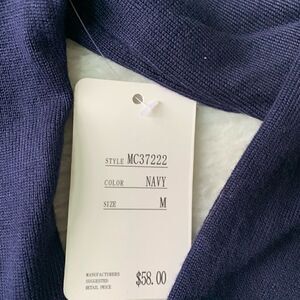 STYLE MC37222
COLOR NAVY
SIZE M
MANUFACTURERS
SUGGESTED
RETAIL PRICE
$58.00